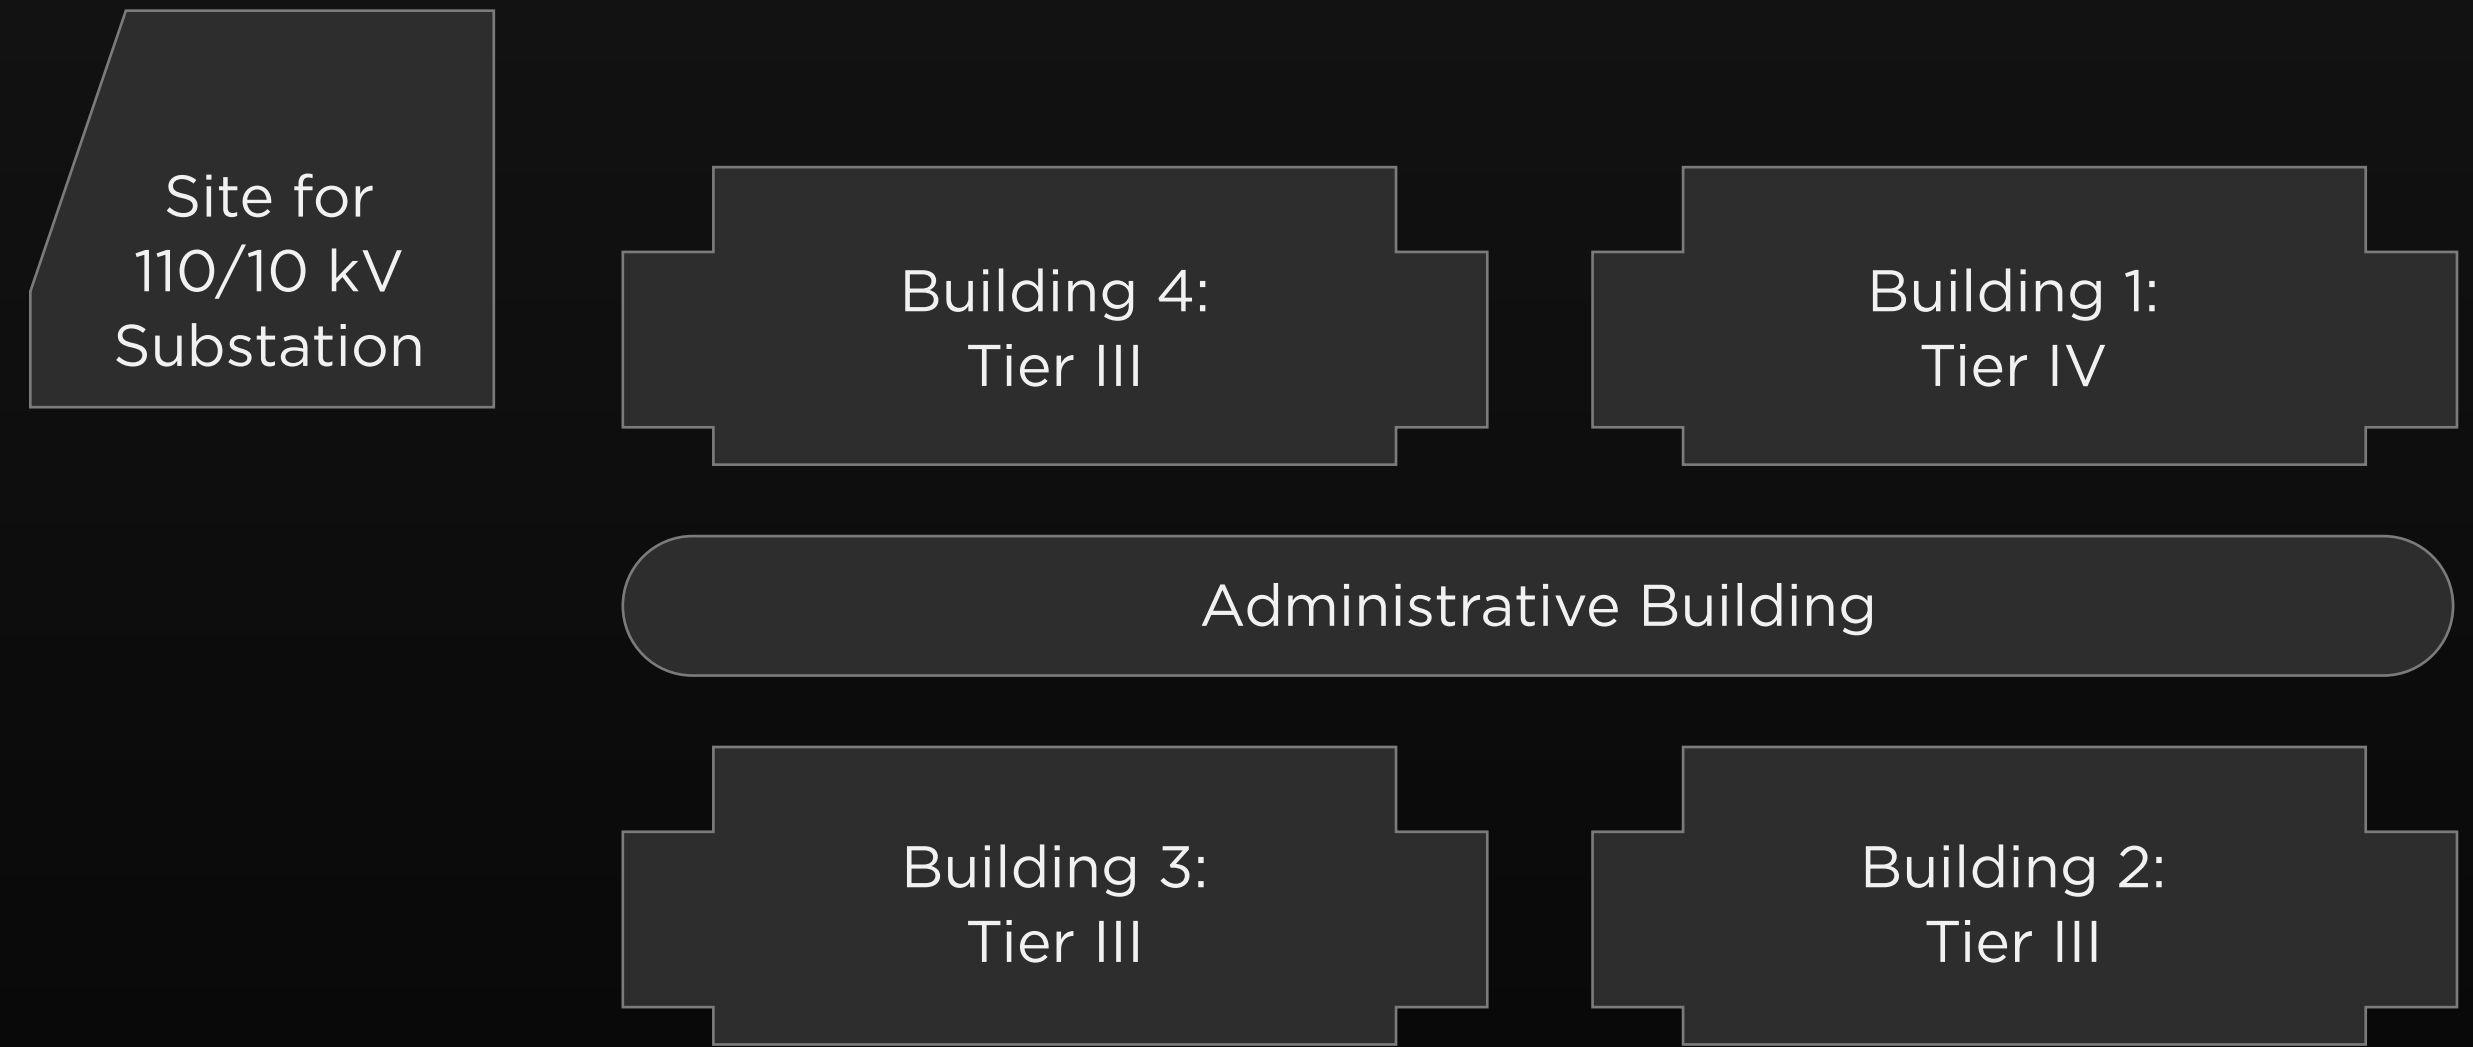 Site for
110/10 kV
Substation
Building 4:
Tier III
Building 1:
Tier IV
Administrative Building
Building 3:
Tier III
Building 2:
Tier III